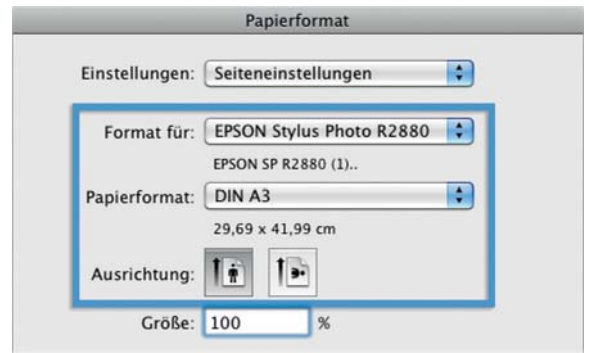 Papierformat
Einstellungen: Seiteneinstellungen
Format für: EPSON Stylus Photo R2880
EPSON SP R2880 (1)..
Papierformat: DIN A3
29,69 x 41,99 cm
Ausrichtung:
Größe: 100 %